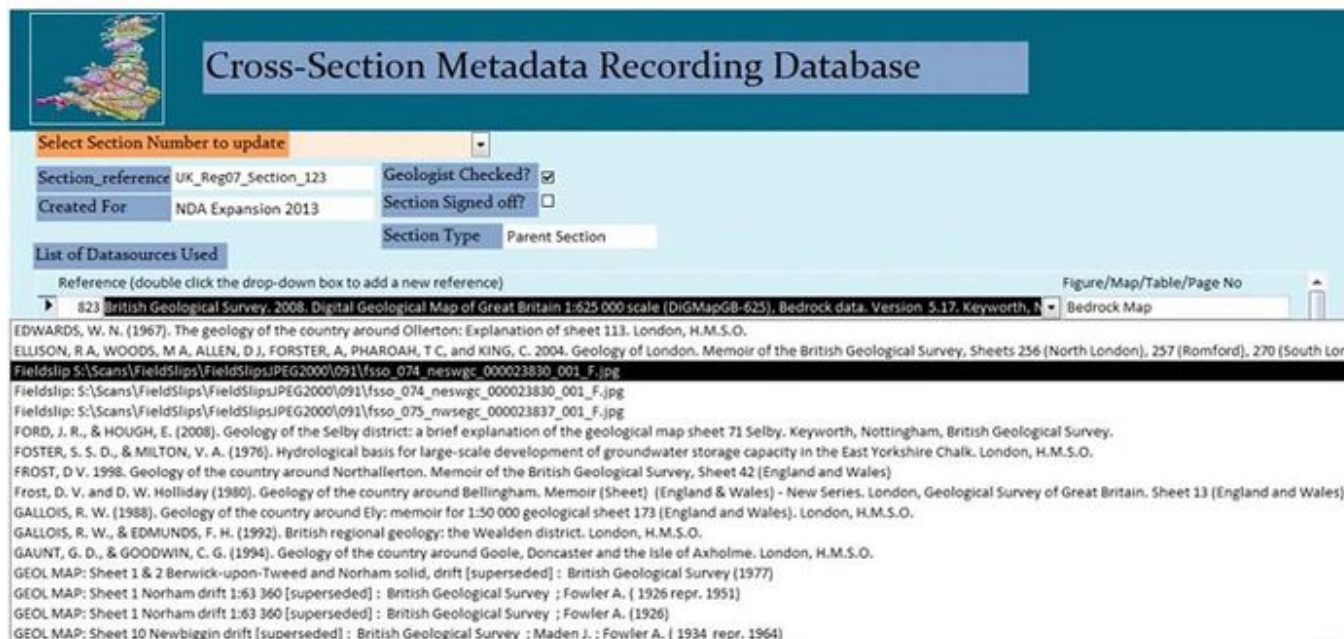 Cross-Section Metadata Recording Database
Select Section Number to update
Section_reference UK_Reg07_Section_123 Geologist Checked?
Created For NDA Expansion 2013 Section Signed off?
Section Type Parent Section
List of Datasources Used
Reference (double click the drop-down box to add a new reference) Figure/Map/Table/Page No
823 British Geological Survey. 2008. Digital Geological Map of Great Britain 1:625 000 scale (DiGMapGB-625), Bedrock data. Version 5.17. Keyworth, Bedrock Map
EDWARDS, W. N. (1967). The geology of the country around Ollerton: Explanation of sheet 113. London, H.M.S.O.
ELLISON, R A, WOODS, M A, ALLEN, D J, FORSTER, A, PHAROAH, T C, and KING, C. 2004. Geology of London. Memoir of the British Geological Survey, Sheets 256 (North London), 257 (Romford), 270 (South Lon
Fieldslip S:\Scans\FieldSlips\FieldSlipsJPEG2000\091\fsso_074_neswgc_000023830_001_F.jpg
Fieldslip: S:\Scans\FieldSlips\FieldSlipsJPEG2000\091\fsso_074_neswgc_000023830_001_F.jpg
Fieldslip: S:\Scans\FieldSlips\FieldSlipsJPEG2000\091\fsso_075_nwsegc_000023837_001_F.jpg
FORD, J. R., & HOUGH, E. (2008). Geology of the Selby district: a brief explanation of the geological map sheet 71 Selby. Keyworth, Nottingham, British Geological Survey.
FOSTER, S. S. D., & MILTON, V. A. (1976). Hydrological basis for large-scale development of groundwater storage capacity in the East Yorkshire Chalk. London, H.M.S.O.
FROST, D V. 1998. Geology of the country around Northallerton. Memoir of the British Geological Survey, Sheet 42 (England and Wales)
Frost, D. V. and D. W. Holliday (1980). Geology of the country around Bellingham. Memoir (Sheet) (England & Wales) - New Series. London, Geological Survey of Great Britain. Sheet 13 (England and Wales)
GALLOIS, R. W. (1988). Geology of the country around Ely: memoir for 1:50 000 geological sheet 173 (England and Wales). London, H.M.S.O.
GALLOIS, R. W., & EDMUNDS, F. H. (1992). British regional geology: the Wealden district. London, H.M.S.O.
GAUNT, G. D., & GOODWIN, C. G. (1994). Geology of the country around Goole, Doncaster and the Isle of Axholme. London, H.M.S.O.
GEOL MAP: Sheet 1 & 2 Berwick-upon-Tweed and Norham solid, drift [superseded] : British Geological Survey (1977)
GEOL MAP: Sheet 1 Norham drift 1:63 360 [superseded] : British Geological Survey ; Fowler A. ( 1926 repr. 1951)
GEOL MAP: Sheet 1 Norham drift 1:63 360 [superseded] : British Geological Survey ; Fowler A. (1926)
GEOL MAP: Sheet 10 Newbiggin drift [superseded] : British Geological Survey ; Maden J. ; Fowler A. ( 1934 repr. 1964)